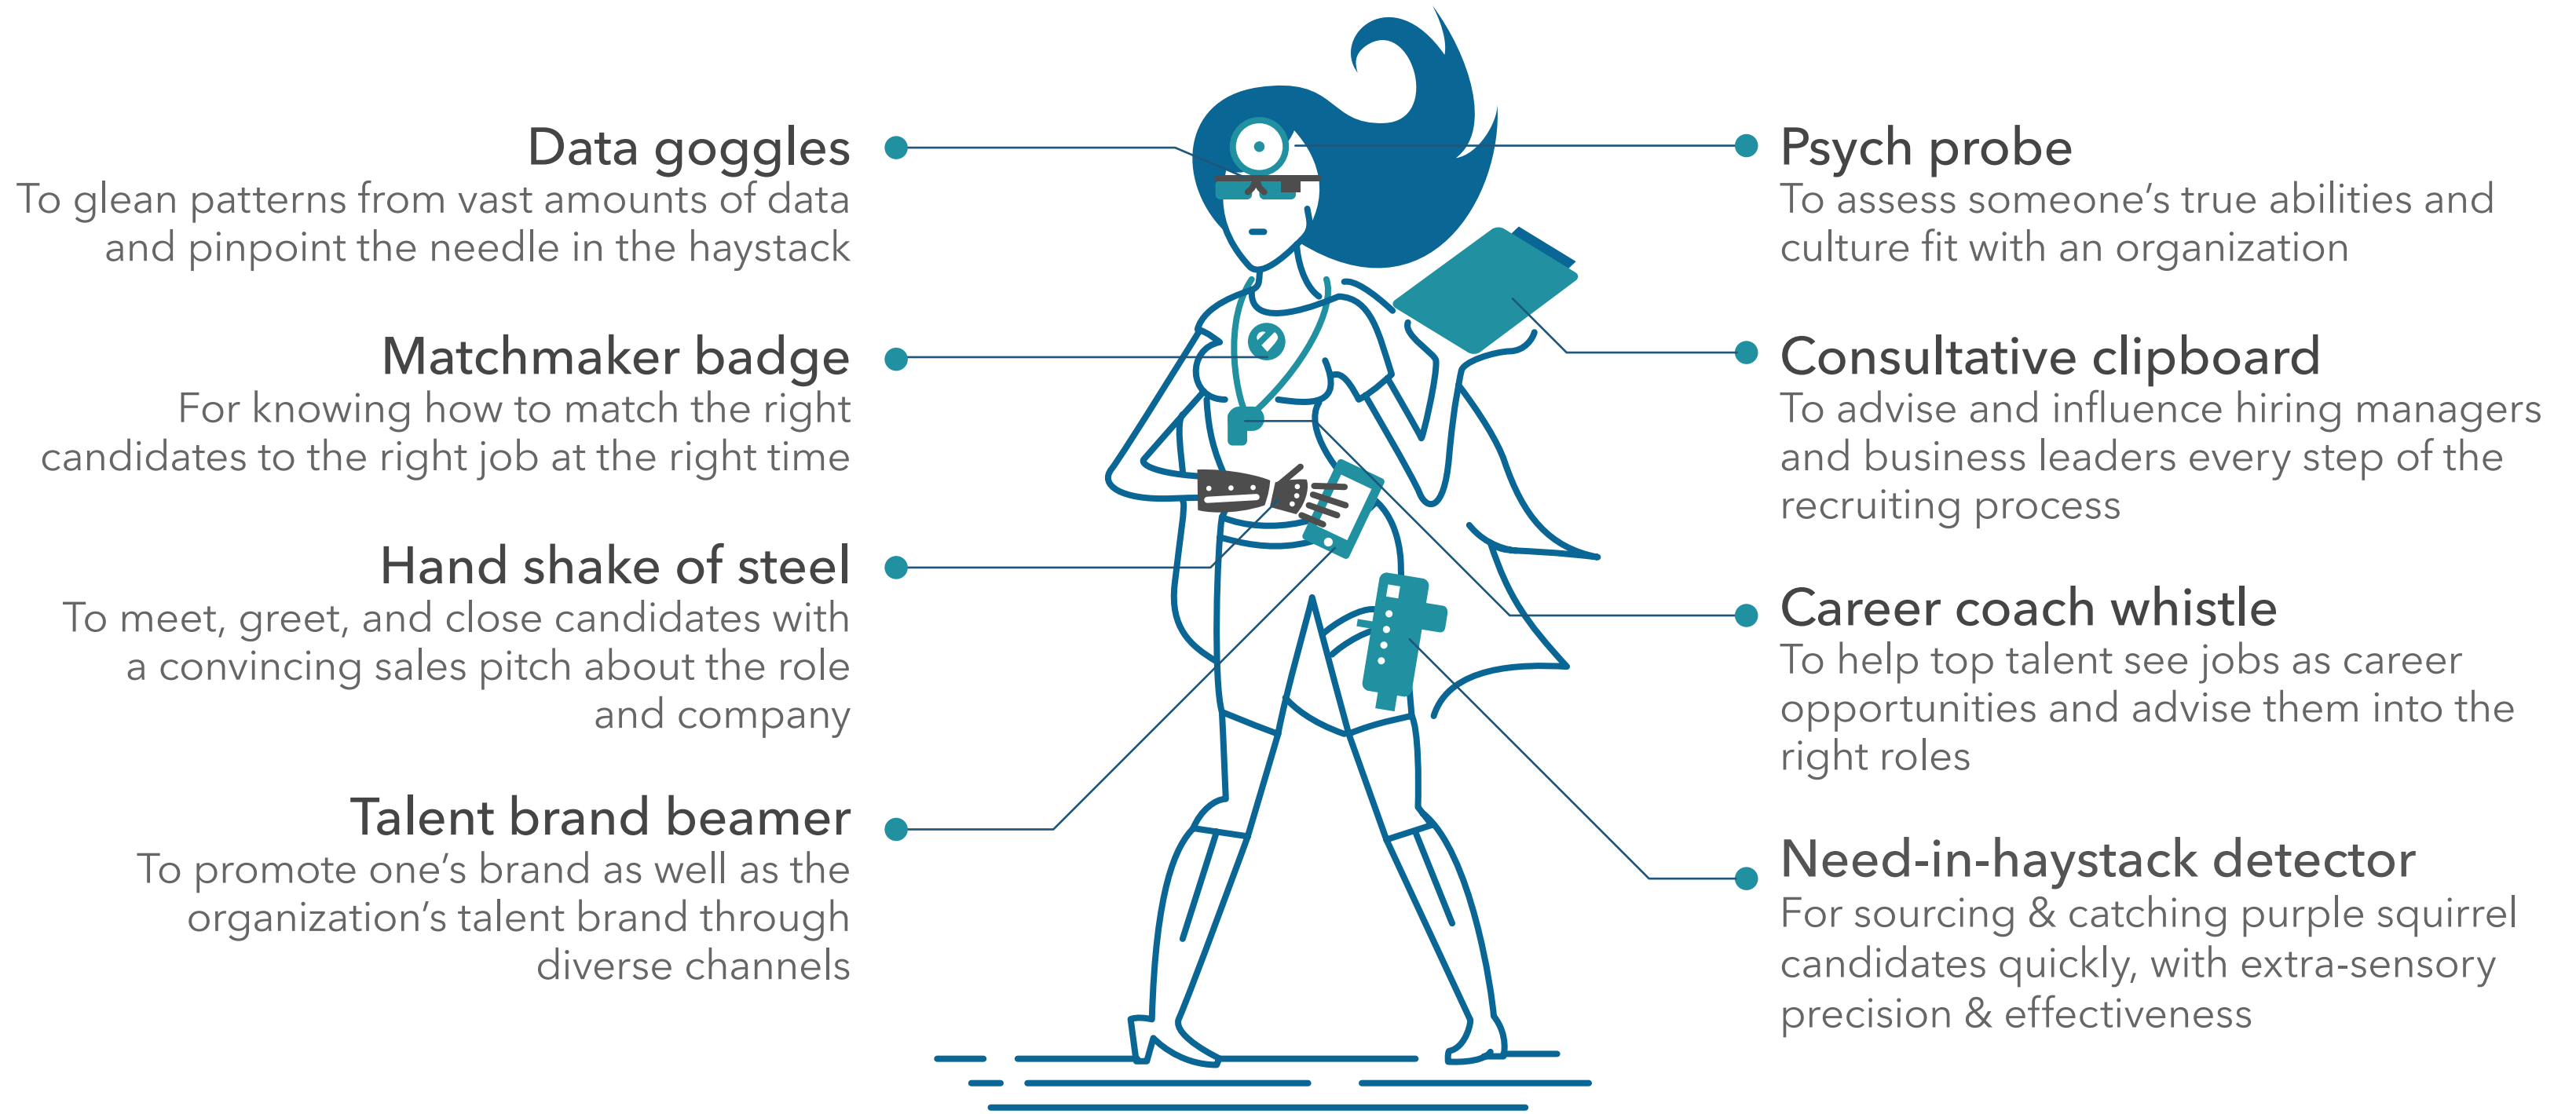 Data goggles
To glean patterns from vast amounts of data
and pinpoint the needle in the haystack
Matchmaker badge
For knowing how to match the right
candidates to the right job at the right time
Hand shake of steel
To meet, greet, and close candidates with
a convincing sales pitch about the role
and company
Talent brand beamer
To promote one’s brand as well as the
organization’s talent brand through
diverse channels
Psych probe
To assess someone’s true abilities and
culture fit with an organization
Consultative clipboard
To advise and influence hiring managers
and business leaders every step of the
recruiting process
Career coach whistle
To help top talent see jobs as career
opportunities and advise them into the
right roles
Need-in-haystack detector
For sourcing & catching purple squirrel
candidates quickly, with extra-sensory
precision & effectiveness